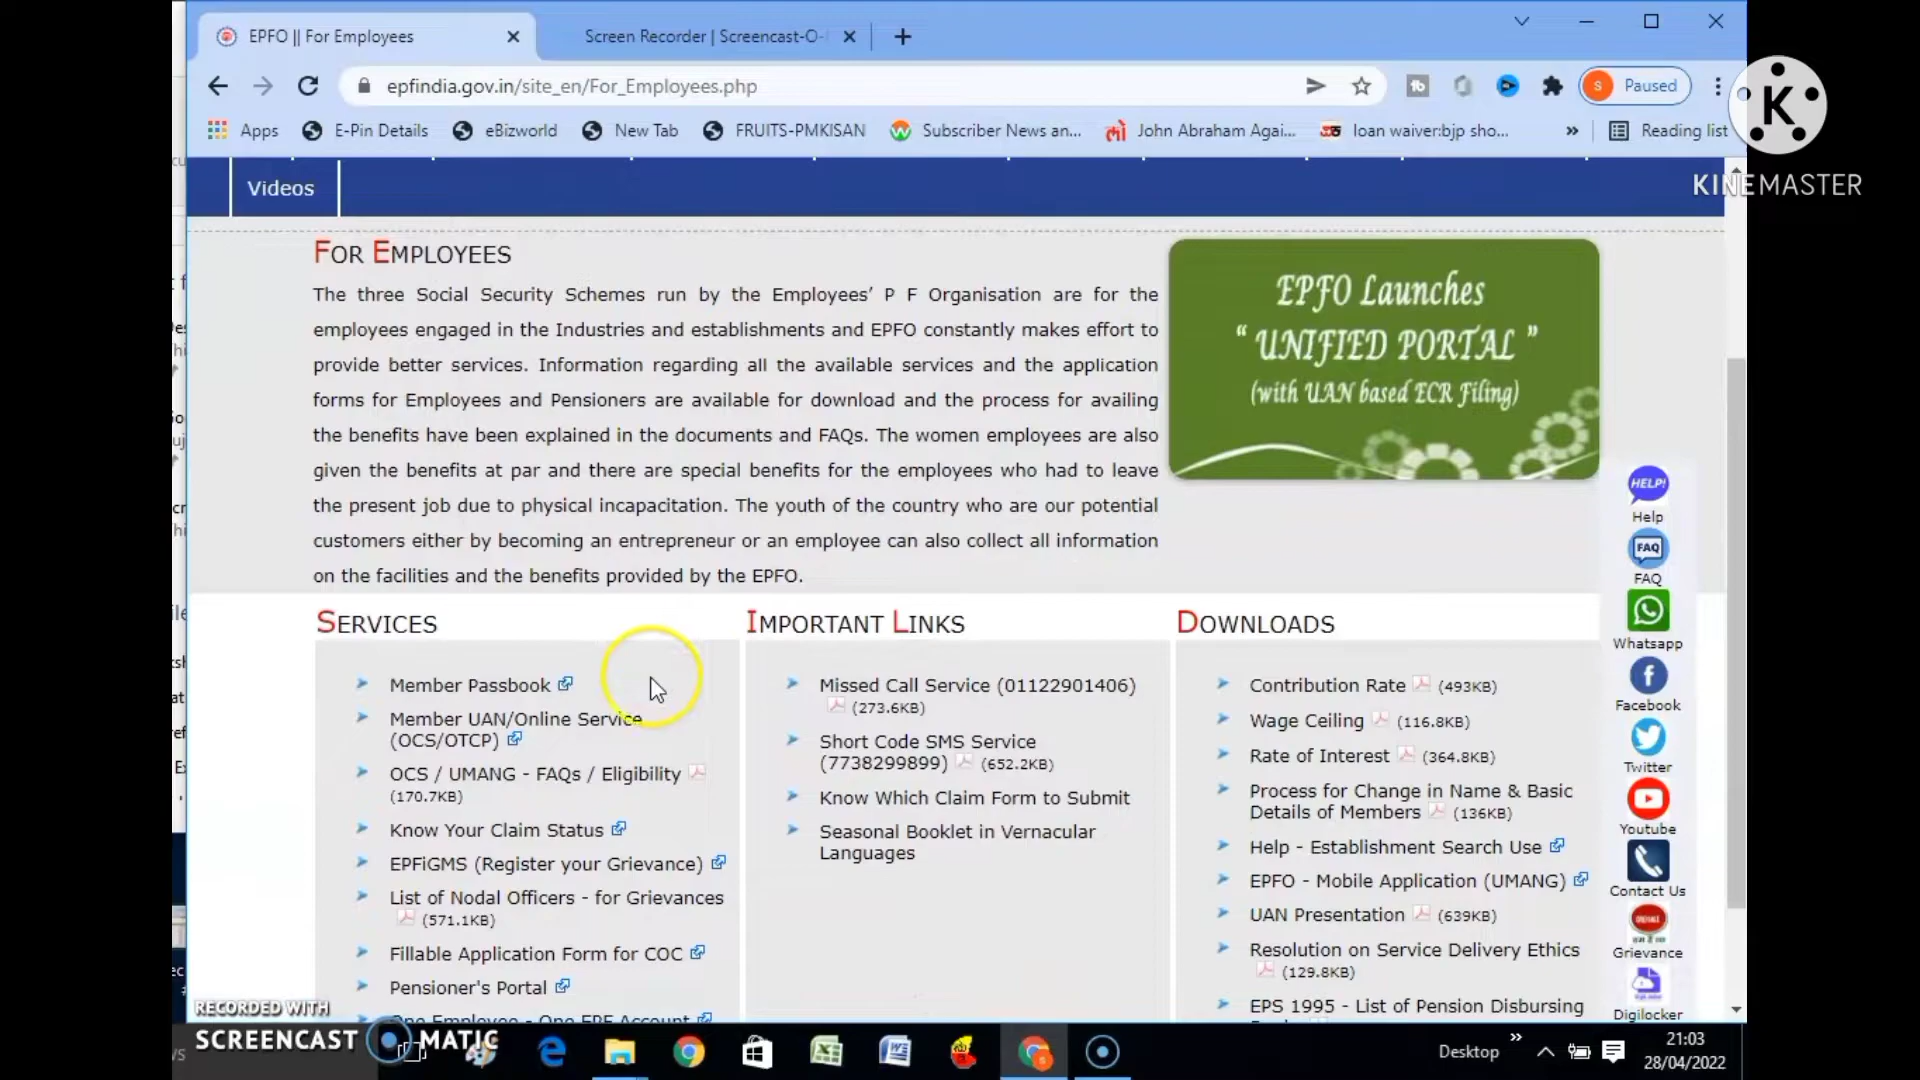 EPFO || For Employees
Screen Recorder | Screencast-O-
epfindia.gov.in/site_en/For_Employees.php
S
Paused
Apps
E-Pin Details
eBizworld
New Tab
FRUITS-PMKISAN
Subscriber News an...
John Abraham Agai...
loan waiver:bjp sho...
»
Reading list
K
KINEMASTER
Videos
FOR EMPLOYEES
The three Social Security Schemes run by the Employees’ P F Organisation are for the
employees engaged in the Industries and establishments and EPFO constantly makes effort to
provide better services. Information regarding all the available services and the application
forms for Employees and Pensioners are available for download and the process for availing
the benefits have been explained in the documents and FAQs. The women employees are also
given the benefits at par and there are special benefits for the employees who had to leave
the present job due to physical incapacitation. The youth of the country who are our potential
customers either by becoming an entrepreneur or an employee can also collect all information
on the facilities and the benefits provided by the EPFO.
EPFO Launches
“ UNIFIED PORTAL ”
(with UAN based ECR Filing)
SERVICES
Member Passbook
Member UAN/Online Service
(OCS/OTCP)
OCS / UMANG - FAQs / Eligibility
(170.7KB)
Know Your Claim Status
EPFiGMS (Register your Grievance)
List of Nodal Officers - for Grievances
(571.1KB)
Fillable Application Form for COC
Pensioner's Portal
One Employee - One EPF Account
IMPORTANT LINKS
Missed Call Service (01122901406)
(273.6KB)
Short Code SMS Service
(7738299899) (652.2KB)
Know Which Claim Form to Submit
Seasonal Booklet in Vernacular
Languages
DOWNLOADS
Contribution Rate (493KB)
Wage Ceiling (116.8KB)
Rate of Interest (364.8KB)
Process for Change in Name & Basic
Details of Members (136KB)
Help - Establishment Search Use
EPFO - Mobile Application (UMANG)
UAN Presentation (639KB)
Resolution on Service Delivery Ethics
(129.8KB)
EPS 1995 - List of Pension Disbursing
HELP!
Help
FAQ
FAQ
Whatsapp
Facebook
Twitter
Youtube
Contact Us
Grievance
Digilocker
RECORDED WITH
SCREENCAST MATIC
Desktop
»
21:03
28/04/2022